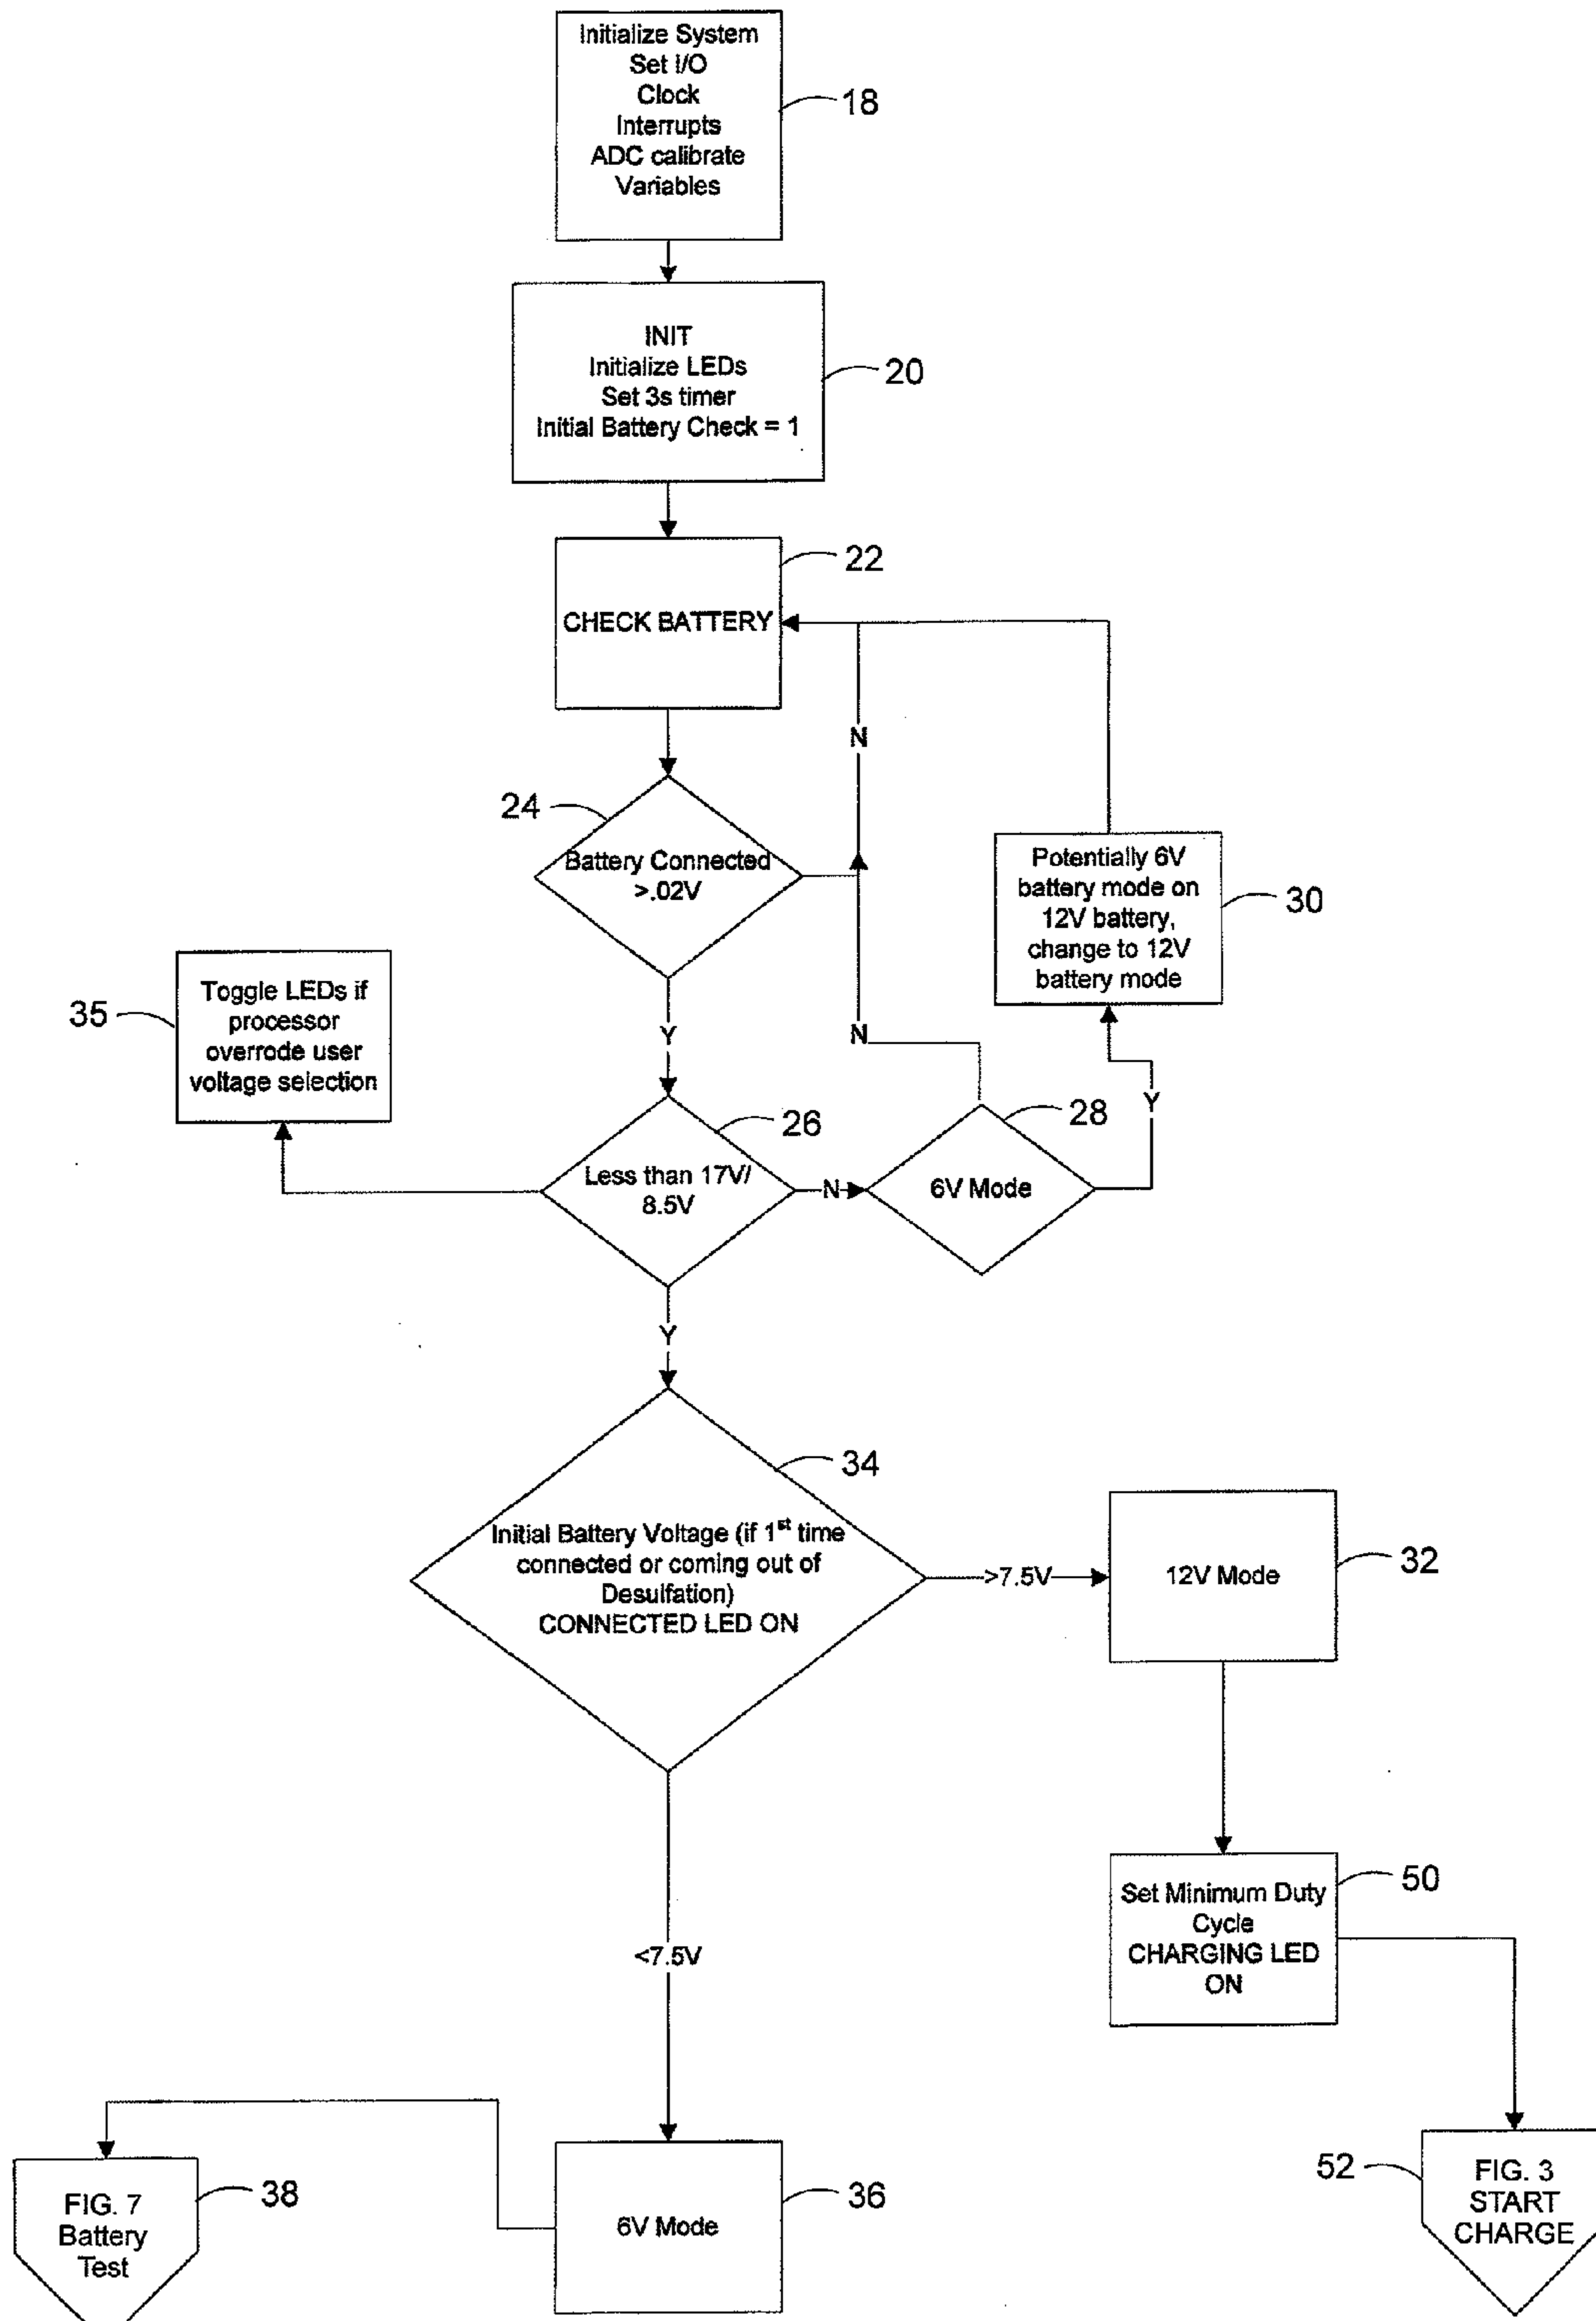 Initialize System
Set I/O
Clock
Interrupts
ADC calibrate
Variables
18
INIT
Initialize LEDs
Set 3s timer
Initial Battery Check = 1
20
CHECK BATTERY
22
N
24
Battery Connected
>.02V
Potentially 6V
battery mode on
12V battery,
change to 12V
battery mode
30
35
Toggle LEDs if
processor
overrode user
voltage selection
Y
N
Y
26
28
Less than 17V/
8.5V
N
6V Mode
Y
34
Initial Battery Voltage (if 1st time
connected or coming out of
Desulfation)
CONNECTED LED ON
>7.5V
12V Mode
32
Set Minimum Duty
Cycle
CHARGING LED
ON
50
<7.5V
FIG. 7
Battery
Test
38
6V Mode
36
52
FIG. 3
START
CHARGE